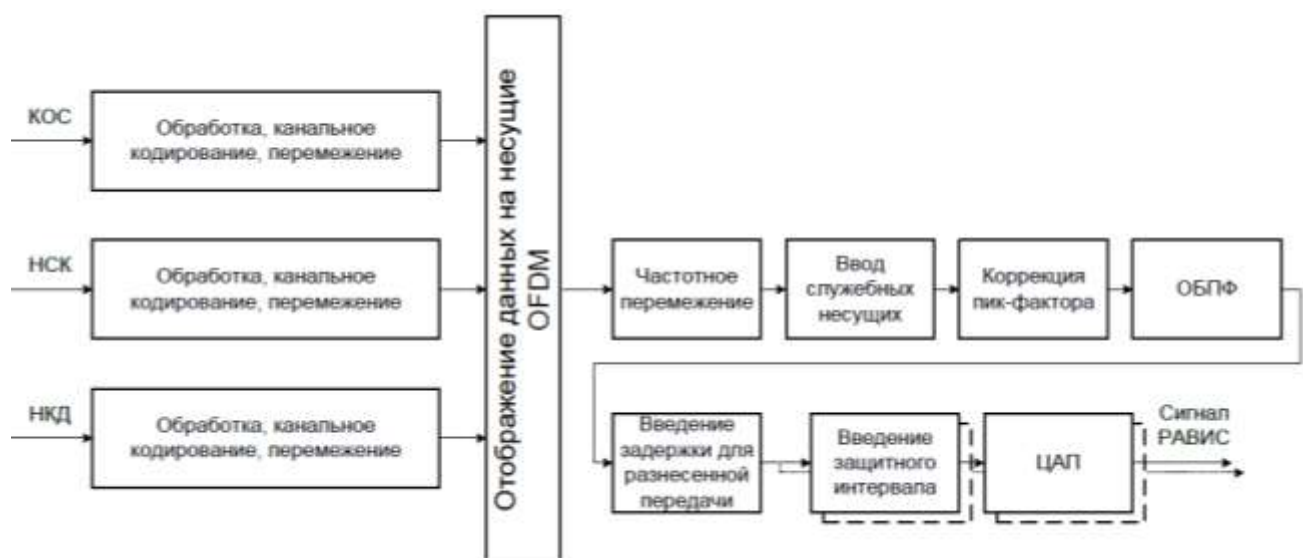 КОС
Обработка, канальное
кодирование, перемежение
НСК
Обработка, канальное
кодирование, перемежение
НКД
Обработка, канальное
кодирование, перемежение
Отображение данных на несущие
OFDM
Частотное
перемежение
Ввод
служебных
несущих
Коррекция
пик-фактора
ОБПФ
Введение
задержки для
разнесенной
передачи
Введение
защитного
интервала
ЦАП
Сигнал
РАВИС